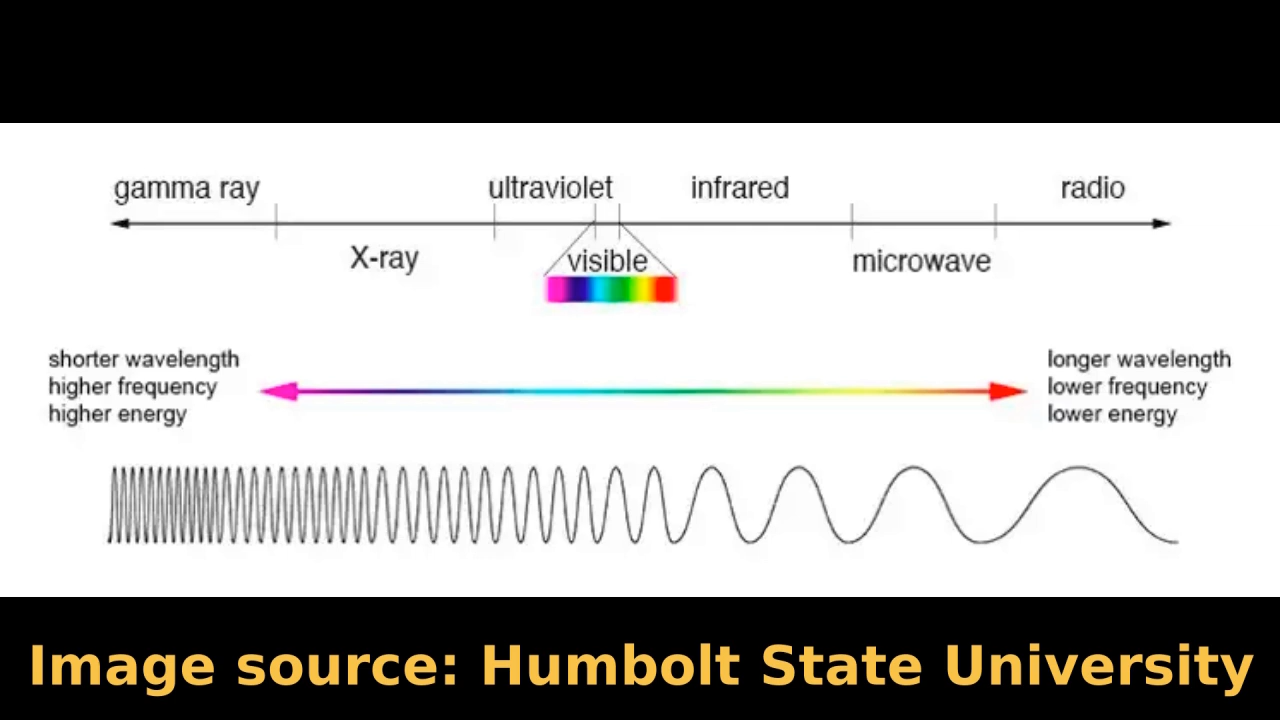 gamma ray
ultraviolet
infrared
radio
X-ray
visible
microwave
shorter wavelength
higher frequency
higher energy
longer wavelength
lower frequency
lower energy
Image source: Humbolt State University